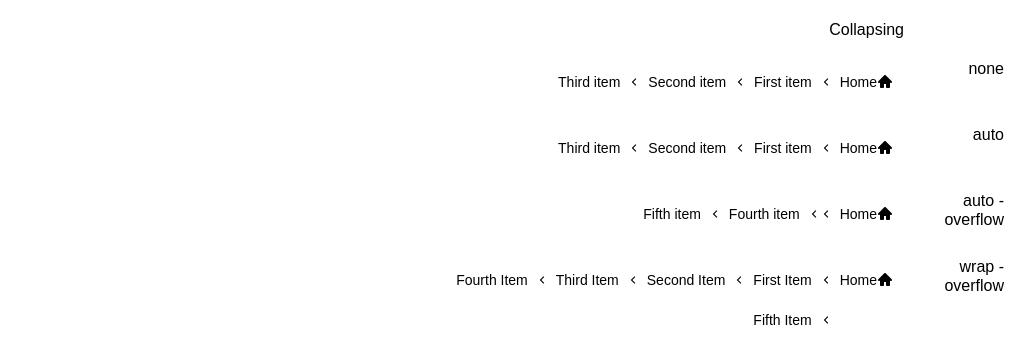 Collapsing
none
Third item ‹ Second item ‹ First item ‹ Home
auto
Third item ‹ Second item ‹ First item ‹ Home
auto -
overflow
Fifth item ‹ Fourth item ‹ ‹ Home
wrap -
overflow
Fourth Item ‹ Third Item ‹ Second Item ‹ First Item ‹ Home
Fifth Item ‹